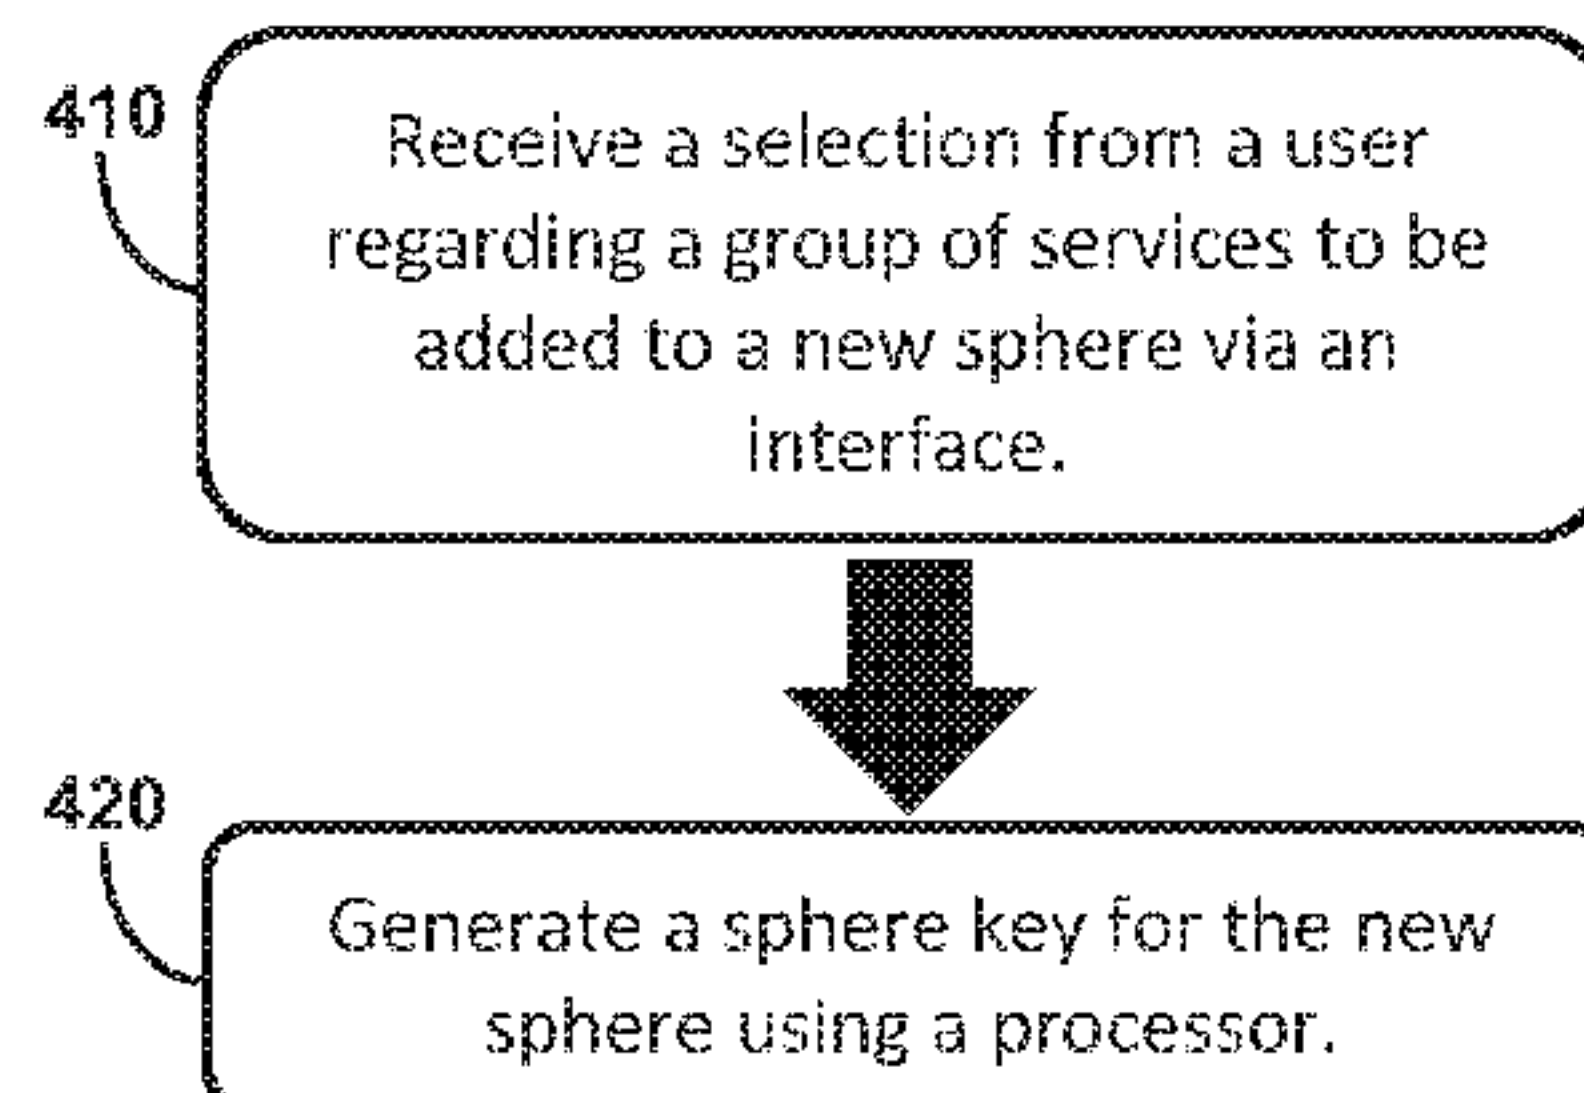 410
Receive a selection from a user
regarding a group of services to be
added to a new sphere via an
interface.
420
Generate a sphere key for the new
sphere using a processor.